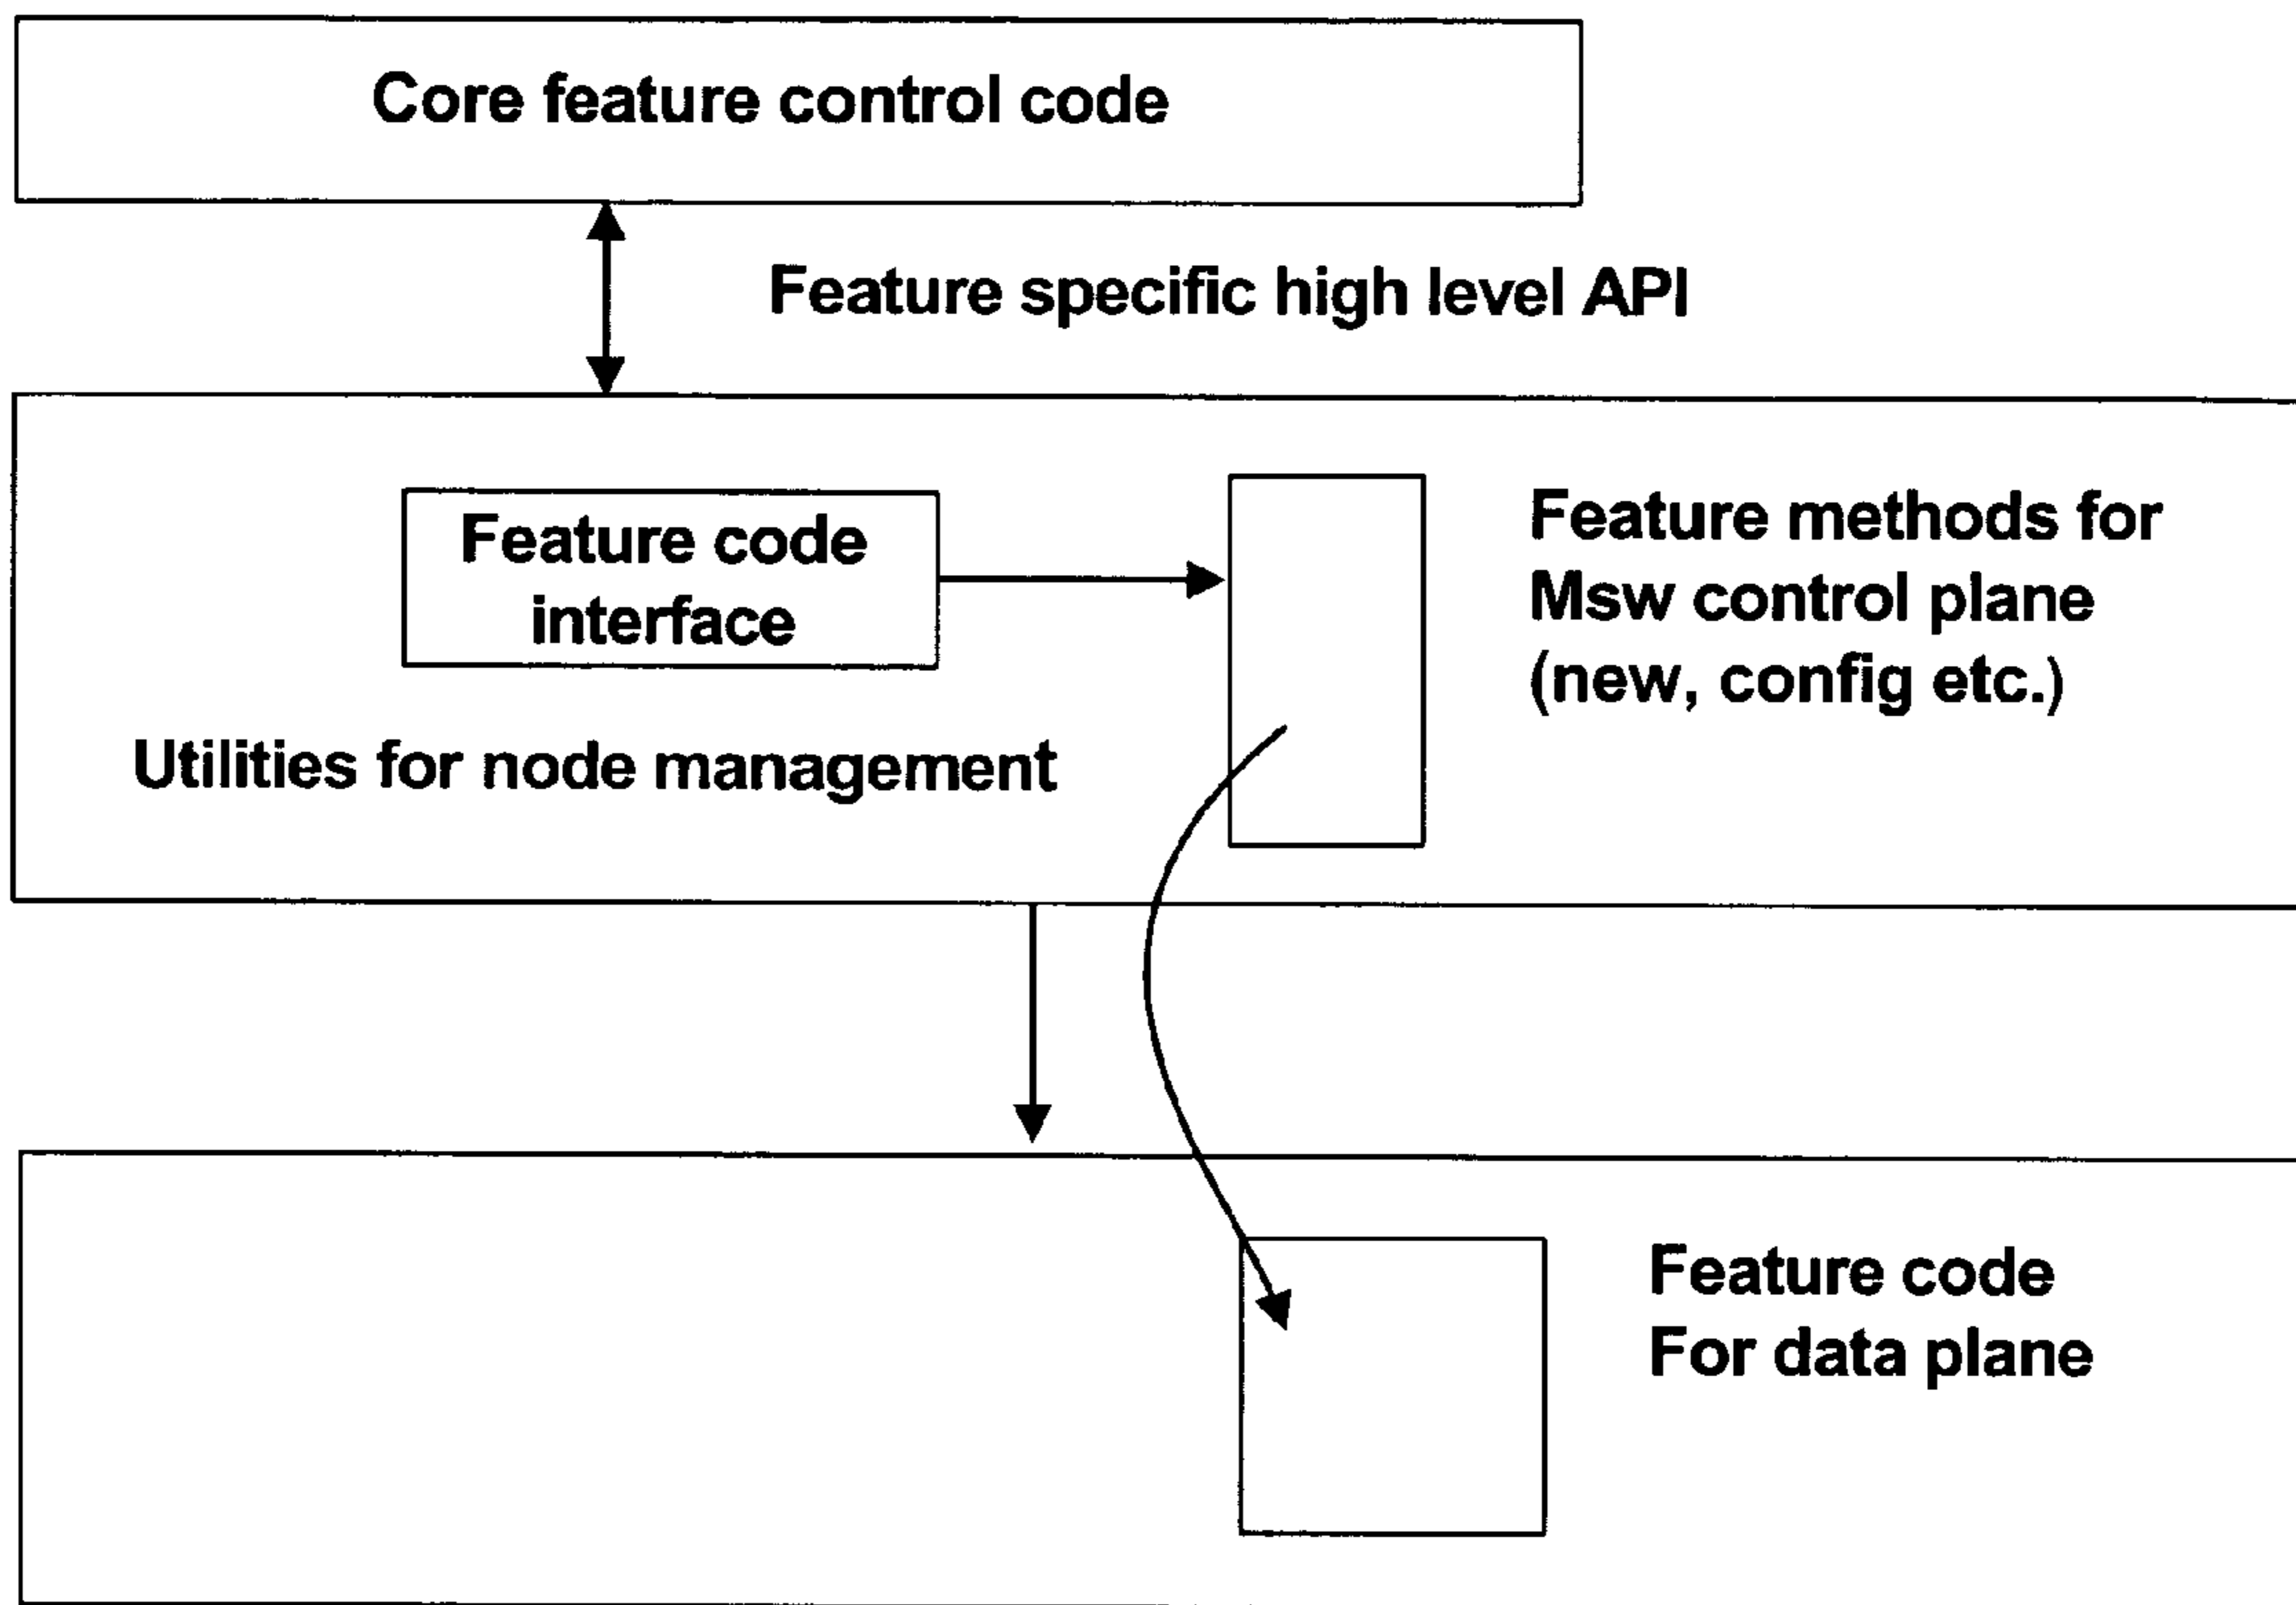 Core feature control code
Feature specific high level API
Feature code
interface
Feature methods for
Msw control plane
(new, config etc.)
Utilities for node management
Feature code
For data plane